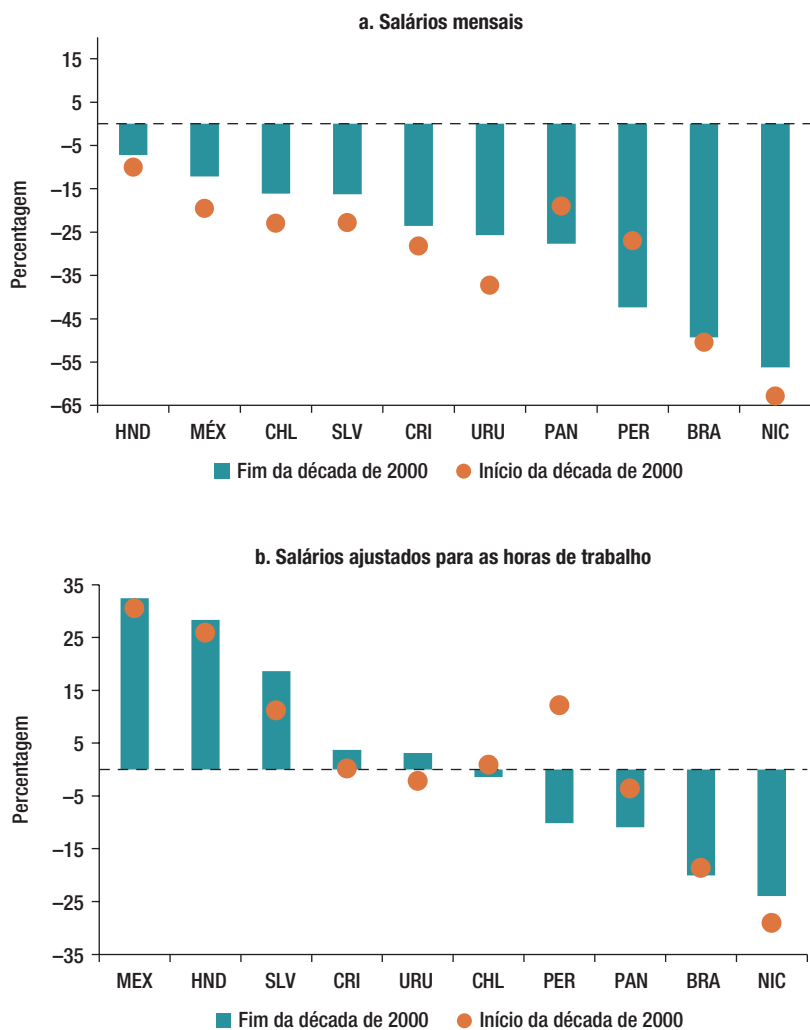 a. Salários mensais
15
5
–5
–15
–25
–35
–45
–55
–65
Percentagem
HND MÉX CHL SLV CRI URU PAN PER BRA NIC
Fim da década de 2000 Início da década de 2000
b. Salários ajustados para as horas de trabalho
35
25
15
5
–5
–15
–25
–35
Percentagem
MEX HND SLV CRI URU CHL PER PAN BRA NIC
Fim da década de 2000 Início da década de 2000